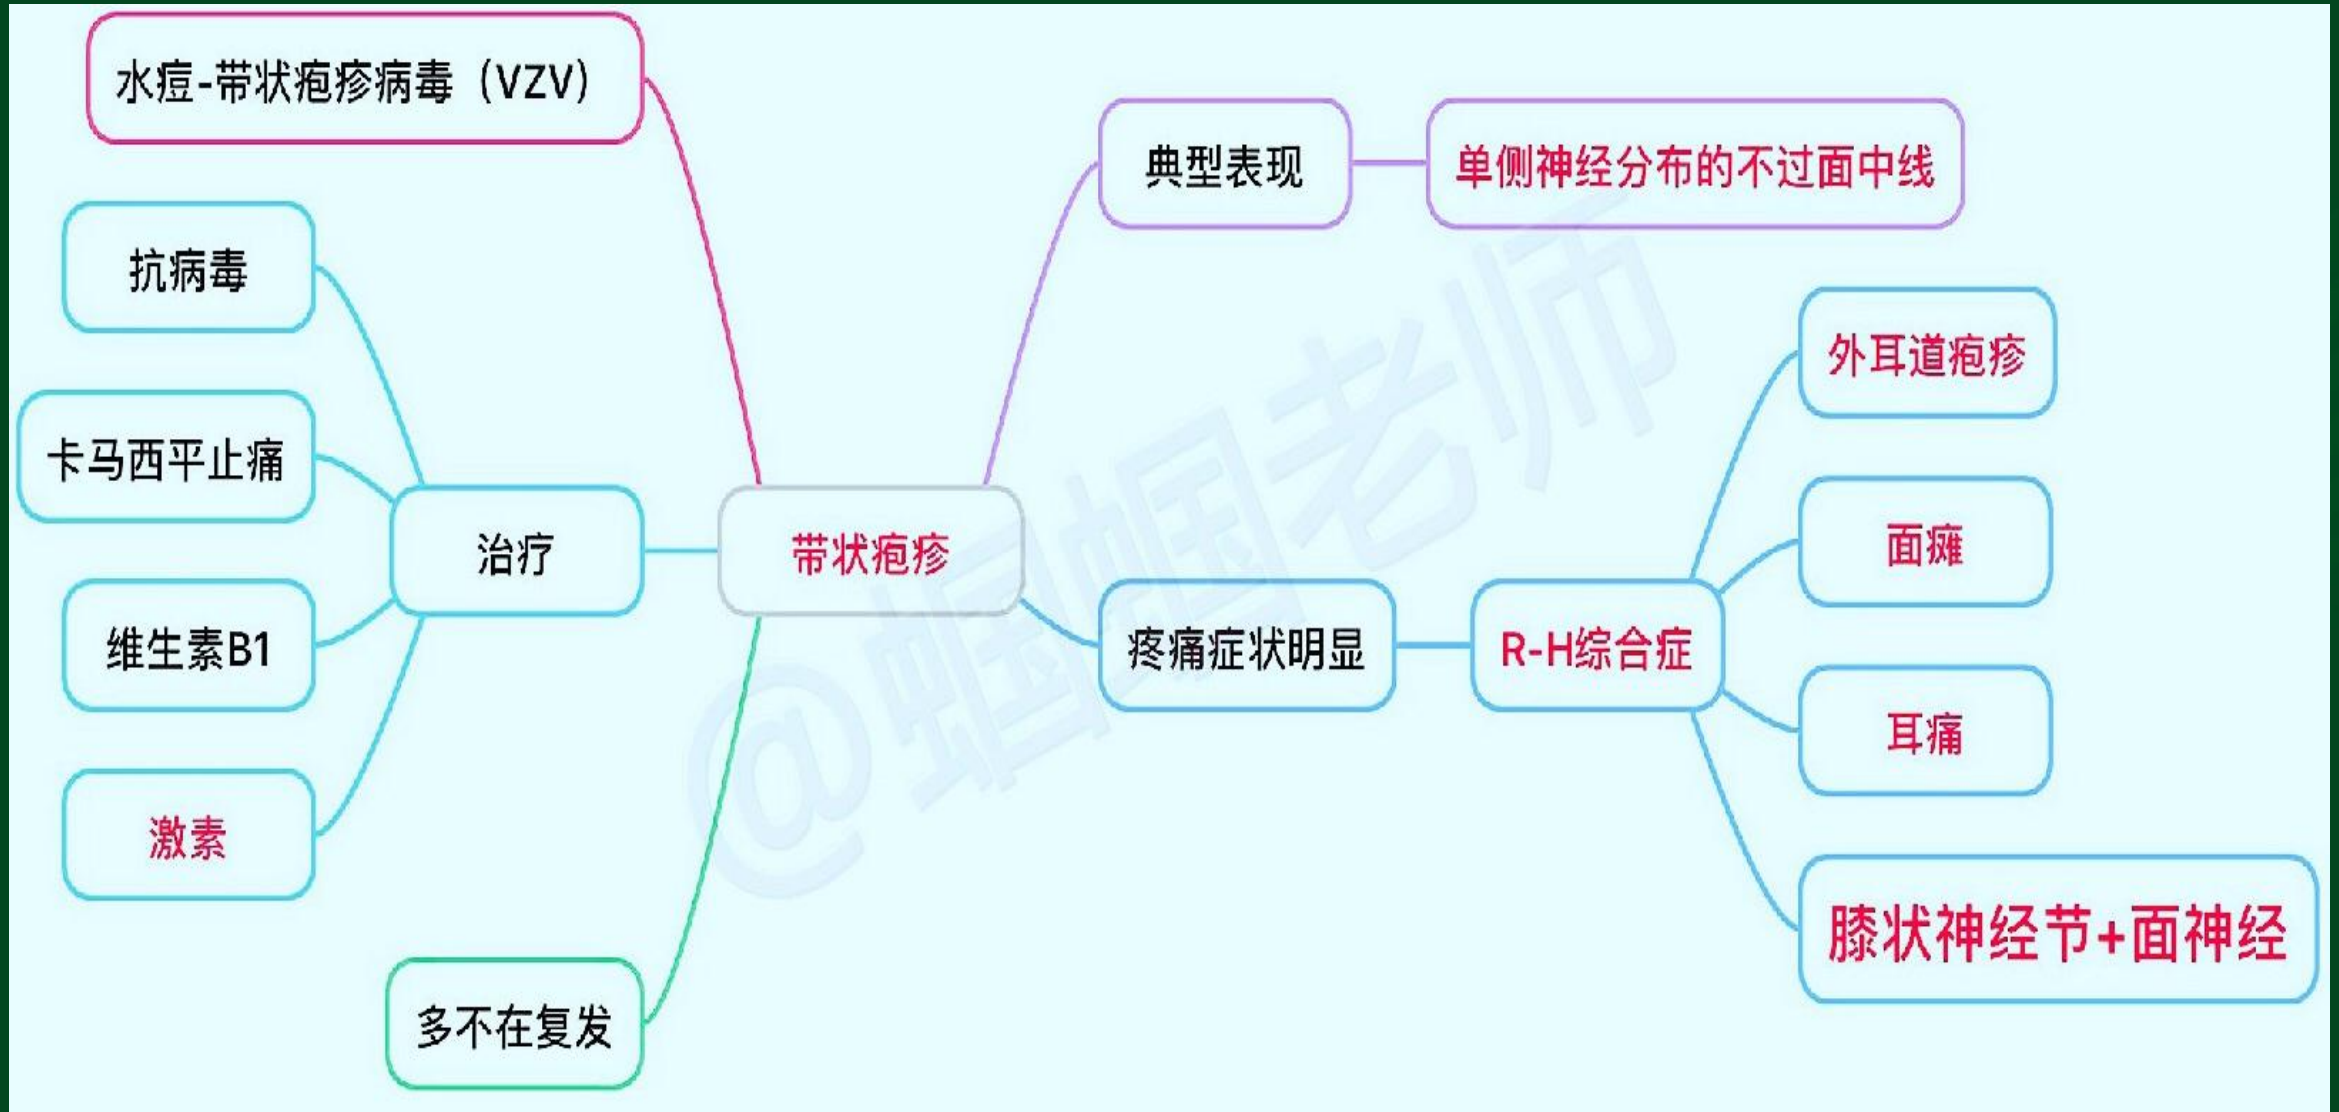 水痘-带状疱疹病毒（VZV）
典型表现
单侧神经分布的不过面中线
抗病毒
卡马西平止痛
维生素B1
激素
治疗
带状疱疹
疼痛症状明显
R-H综合症
外耳道疱疹
面瘫
耳痛
膝状神经节+面神经
多不在复发
@蝈蝈老师